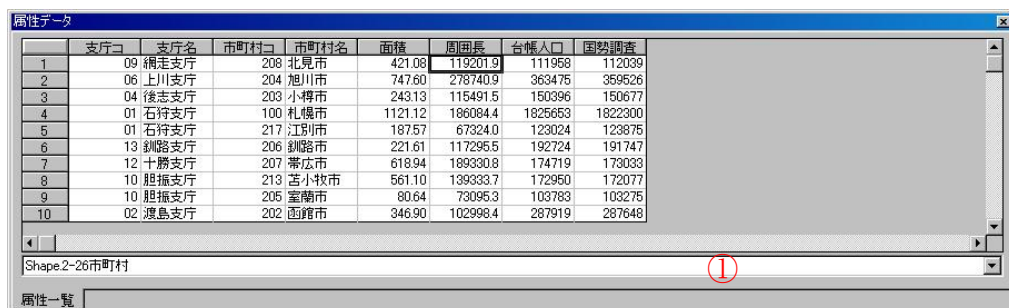 属性データ
支庁コ 支庁名 市町村コ 市町村名 面積 周囲長 台帳人口 国勢調査
1 09 網走支庁 208 北見市 421.08 119201.9 111958 112039
2 06 上川支庁 204 旭川市 747.60 278740.9 363475 359526
3 04 後志支庁 203 小樽市 243.13 115491.5 150396 150677
4 01 石狩支庁 100 札幌市 1121.12 186084.4 1825653 1822300
5 01 石狩支庁 217 江別市 187.57 67324.0 123024 123875
6 13 釧路支庁 206 釧路市 221.61 117295.5 192724 191747
7 12 十勝支庁 207 帯広市 618.94 189330.8 174719 173033
8 10 胆振支庁 213 苫小牧市 561.10 139333.7 172950 172077
9 10 胆振支庁 205 室蘭市 80.64 73095.3 103783 103275
10 02 渡島支庁 202 函館市 346.90 102998.4 287919 287648
Shape.2-26市町村
①
属性一覧